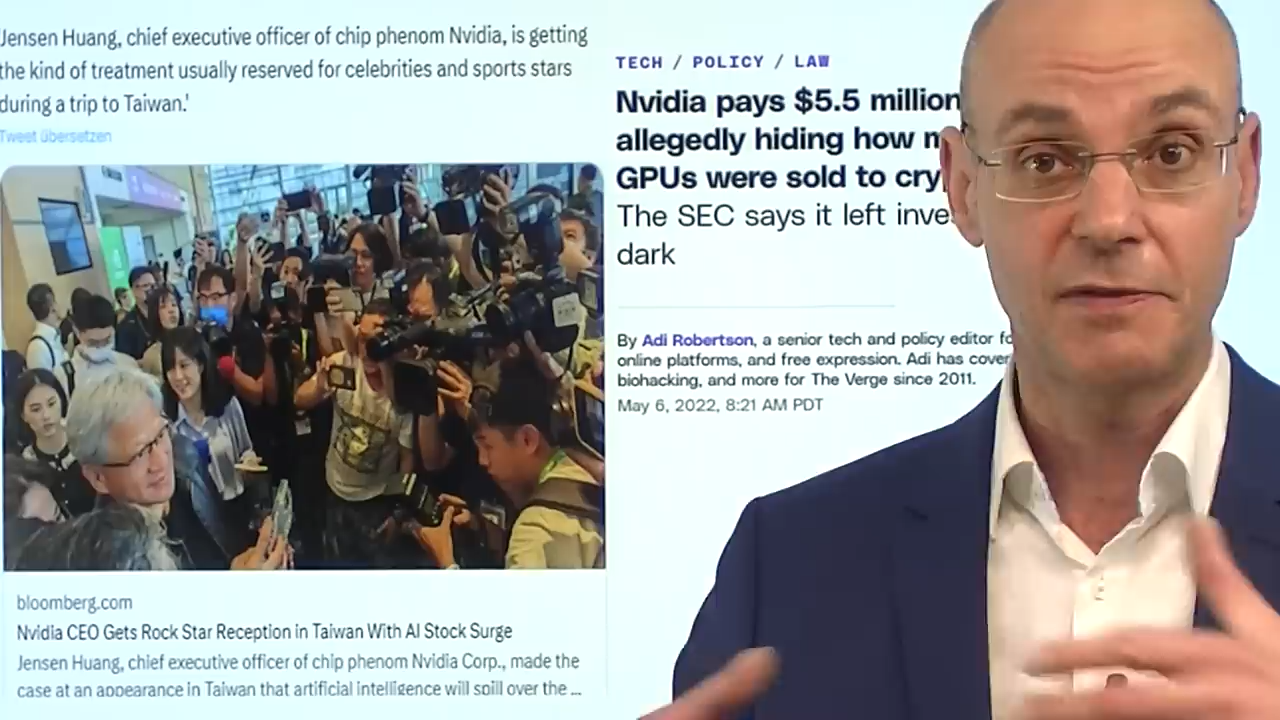 Jensen Huang, chief executive officer of chip phenom Nvidia, is getting
the kind of treatment usually reserved for celebrities and sports stars
during a trip to Taiwan.'
Tweet übersetzen
bloomberg.com
Nvidia CEO Gets Rock Star Reception in Taiwan With AI Stock Surge
Jensen Huang, chief executive officer of chip phenom Nvidia Corp., made the
case at an appearance in Taiwan that artificial intelligence will spill over the ...
TECH / POLICY / LAW
Nvidia pays $5.5 million
allegedly hiding how
GPUs were sold to
The SEC says it left
dark
By Adi Robertson, a senior tech and policy editor
online platforms, and free expression. Adi has
biohacking, and more for The Verge since 2011.
May 6, 2022, 8:21 AM PDT